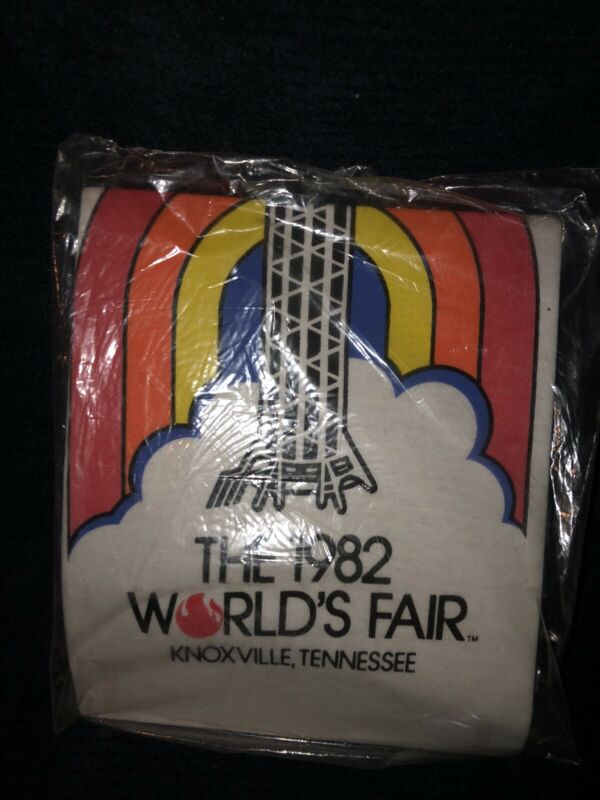 THE 1982
WORLD'S FAIR™
KNOXVILLE, TENNESSEE